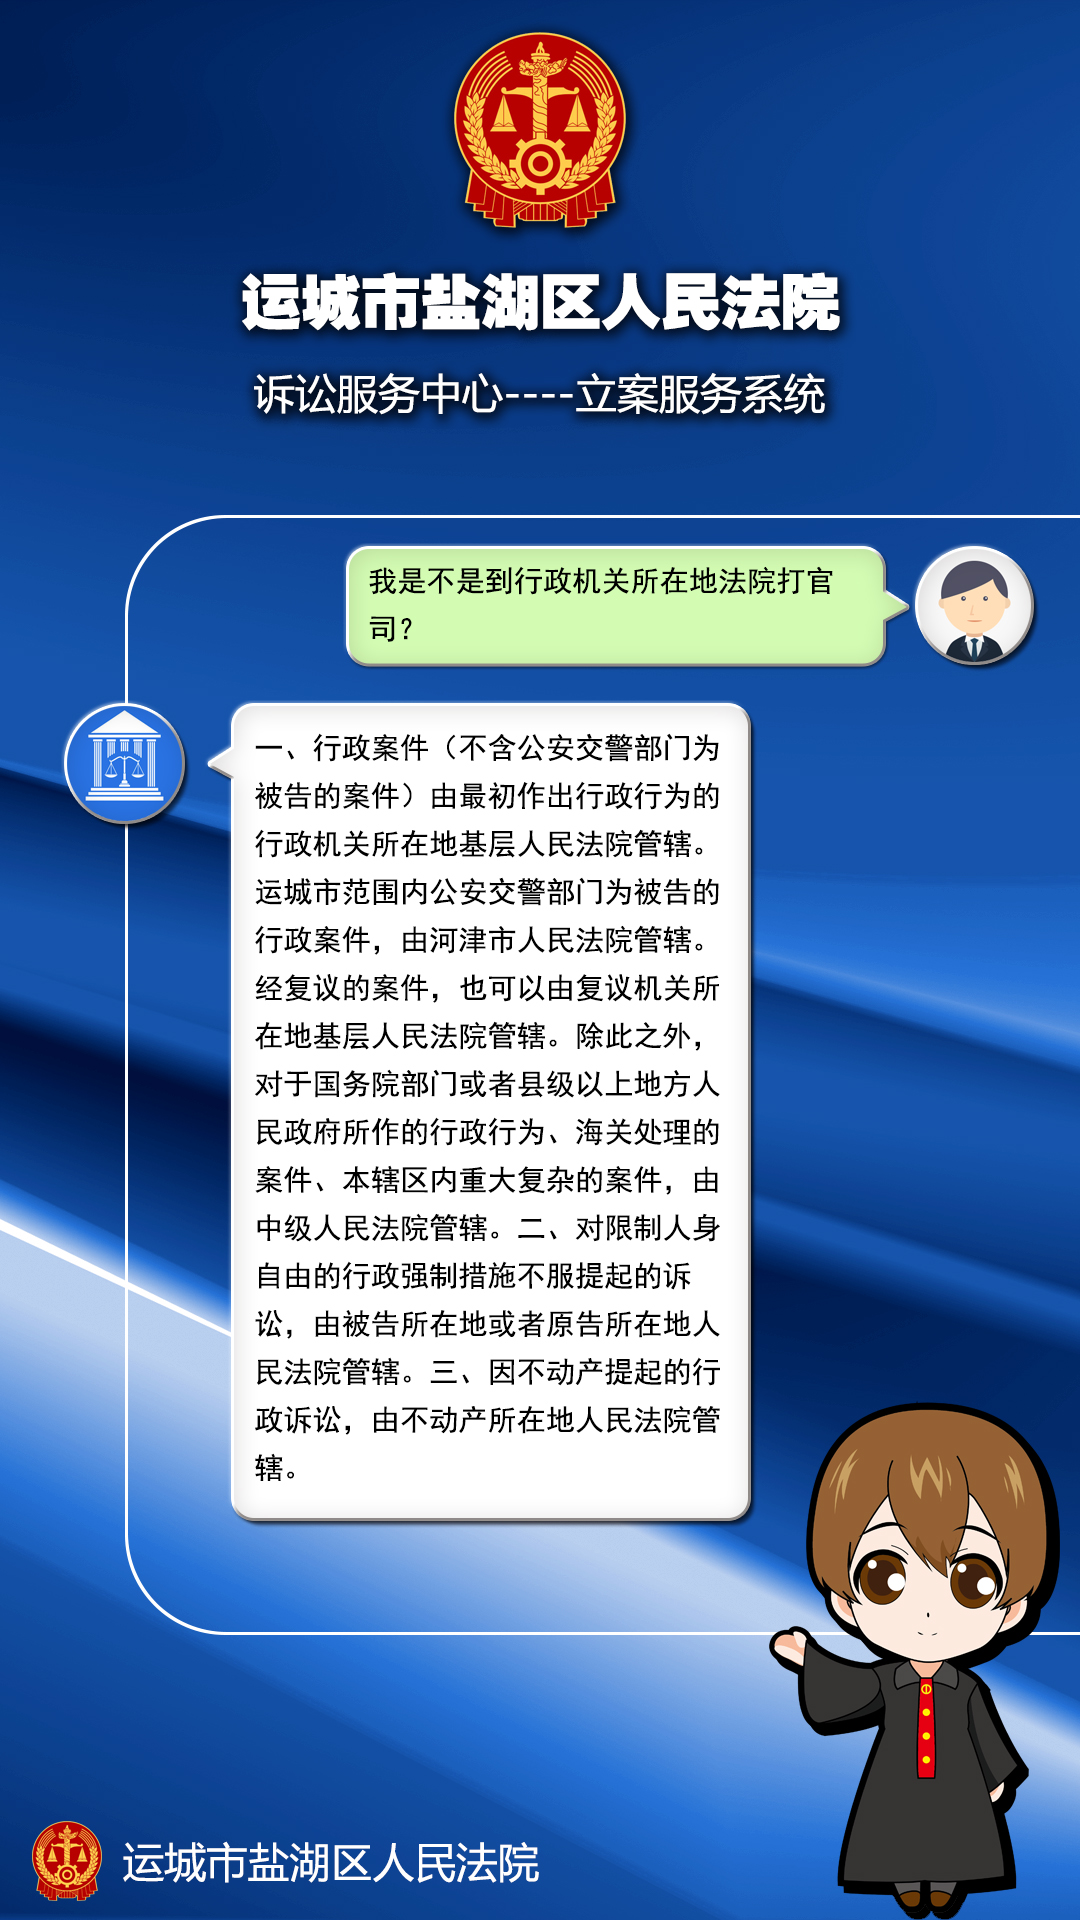 运城市盐湖区人民法院
诉讼服务中心----立案服务系统
我是不是到行政机关所在地法院打官
司?
一、行政案件（不含公安交警部门为
被告的案件）由最初作出行政行为的
行政机关所在地基层人民法院管辖。
运城市范围内公安交警部门为被告的
行政案件，由河津市人民法院管辖。
经复议的案件，也可以由复议机关所
在地基层人民法院管辖。除此之外，
对于国务院部门或者县级以上地方人
民政府所作的行政行为、海关处理的
案件、本辖区内重大复杂的案件，由
中级人民法院管辖。二、对限制人身
自由的行政强制措施不服提起的诉
讼，由被告所在地或者原告所在地人
民法院管辖。三、因不动产提起的行
政诉讼，由不动产所在地人民法院管
辖。
运城市盐湖区人民法院